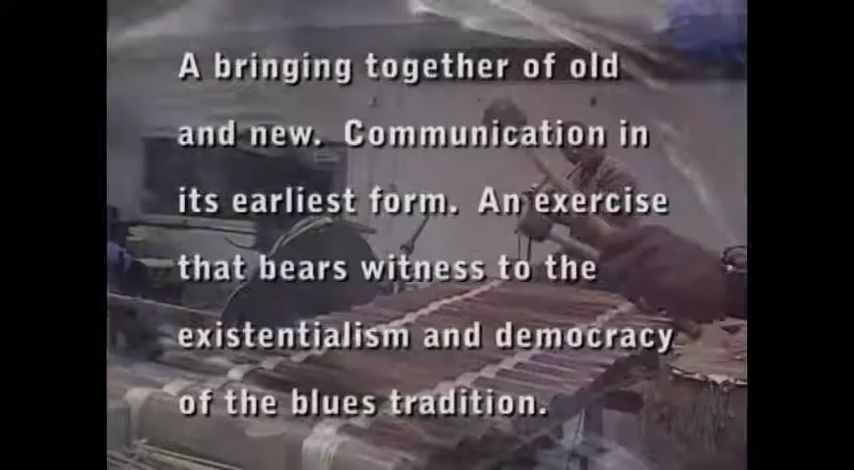 A bringing together of old
and new. Communication in
its earliest form. An exercise
that bears witness to the
existentialism and democracy
of the blues tradition.